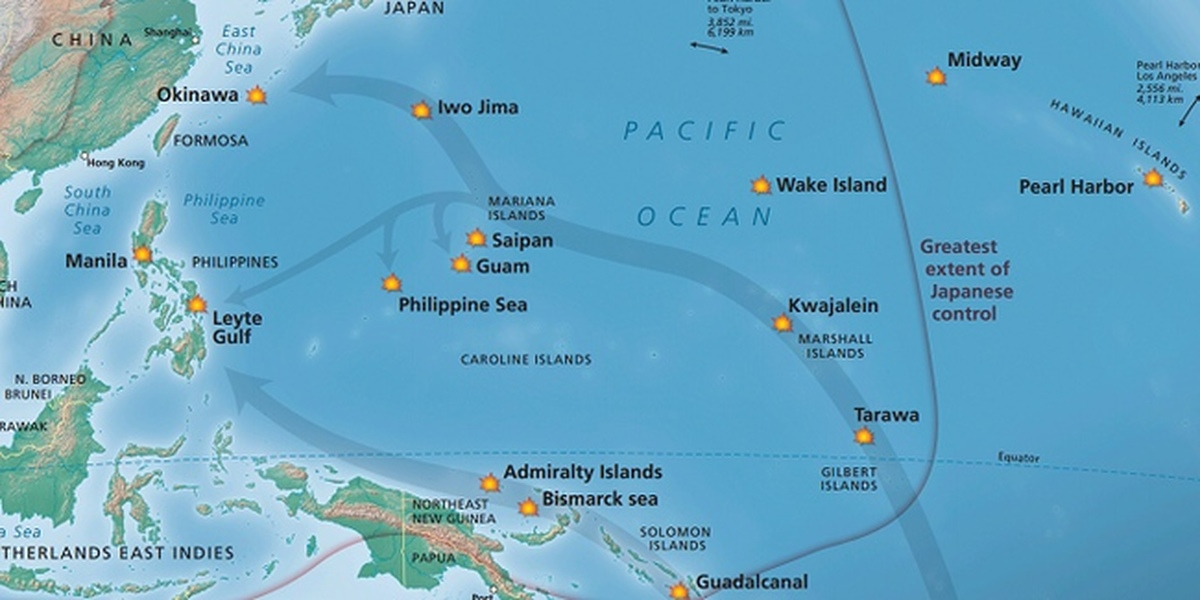 JAPAN
to Tokyo
3,852 mi.
6,199 km
CHINA
Shanghai
East
China
Sea
Midway
Pearl Harbor
Los Angeles
2,556 mi.
4,113 km
Okinawa
Iwo Jima
HAWAIIAN ISLANDS
PACIFIC
FORMOSA
Hong Kong
Wake Island
Pearl Harbor
South
China
Sea
Philippine
Sea
MARIANA
ISLANDS
OCEAN
Saipan
Manila
PHILIPPINES
Guam
Greatest
extent of
Japanese
control
Philippine Sea
Kwajalein
Leyte
Gulf
MARSHALL
ISLANDS
CAROLINE ISLANDS
N. BORNEO
BRUNEI
RAWAK
Tarawa
Equator
Admiralty Islands
GILBERT
ISLANDS
Bismarck sea
NORTHEAST
NEW GUINEA
SOLOMON
ISLANDS
a Sea
THERLANDS EAST INDIES
PAPUA
Guadalcanal
Port